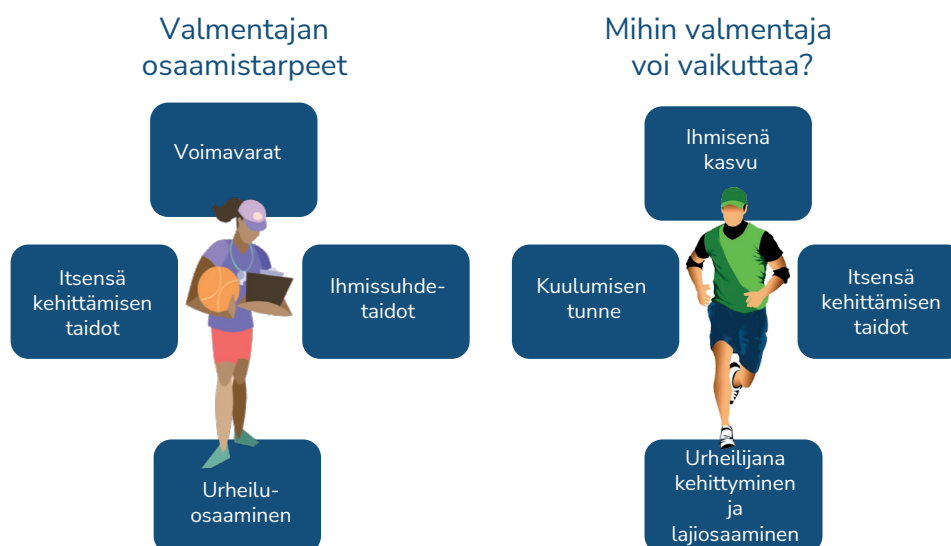 Valmentajan
osaamistarpeet
Voimavarat
Itsensä
kehittämisen
taidot
Ihmissuhde-
taidot
Urheilu-
osaaminen
Mihin valmentaja
voi vaikuttaa?
Ihmisenä
kasvu
Kuulumisen
tunne
Itsensä
kehittämisen
taidot
Urheilijana
kehittyminen
ja
lajiosaaminen